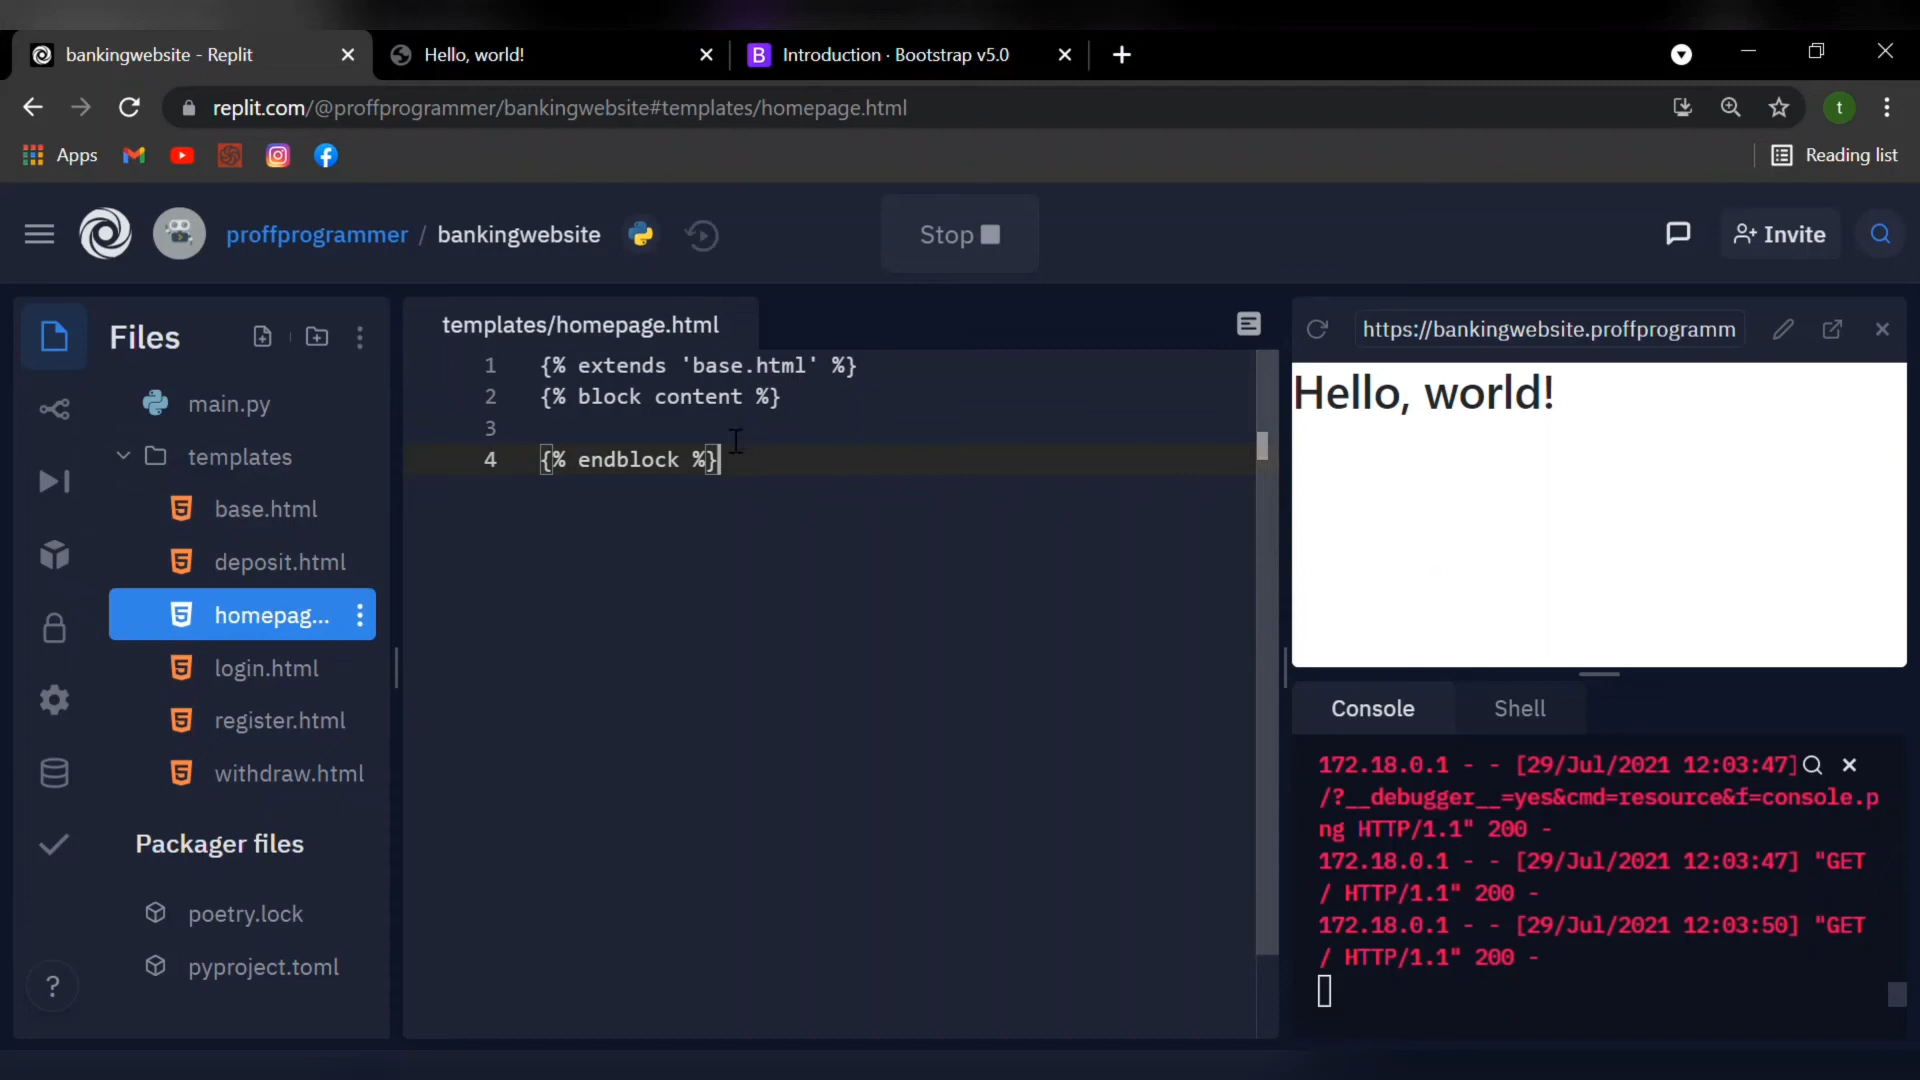 bankingwebsite - Replit
Hello, world!
B Introduction · Bootstrap v5.0
replit.com/@proffprogrammer/bankingwebsite#templates/homepage.html
t
Apps
Reading list
proffprogrammer / bankingwebsite
Stop
Invite
Files
main.py
templates
base.html
deposit.html
homepag...
login.html
register.html
withdraw.html
Packager files
poetry.lock
pyproject.toml
?
templates/homepage.html
1 {% extends 'base.html' %}
2 {% block content %}
3
4 {% endblock %}
https://bankingwebsite.proffprogramm
Hello, world!
Console
Shell
172.18.0.1 - - [29/Jul/2021 12:03:47]
/?__debugger__=yes&cmd=resource&f=console.p
ng HTTP/1.1" 200 -
172.18.0.1 - - [29/Jul/2021 12:03:47] "GET
/ HTTP/1.1" 200 -
172.18.0.1 - - [29/Jul/2021 12:03:50] "GET
/ HTTP/1.1" 200 -